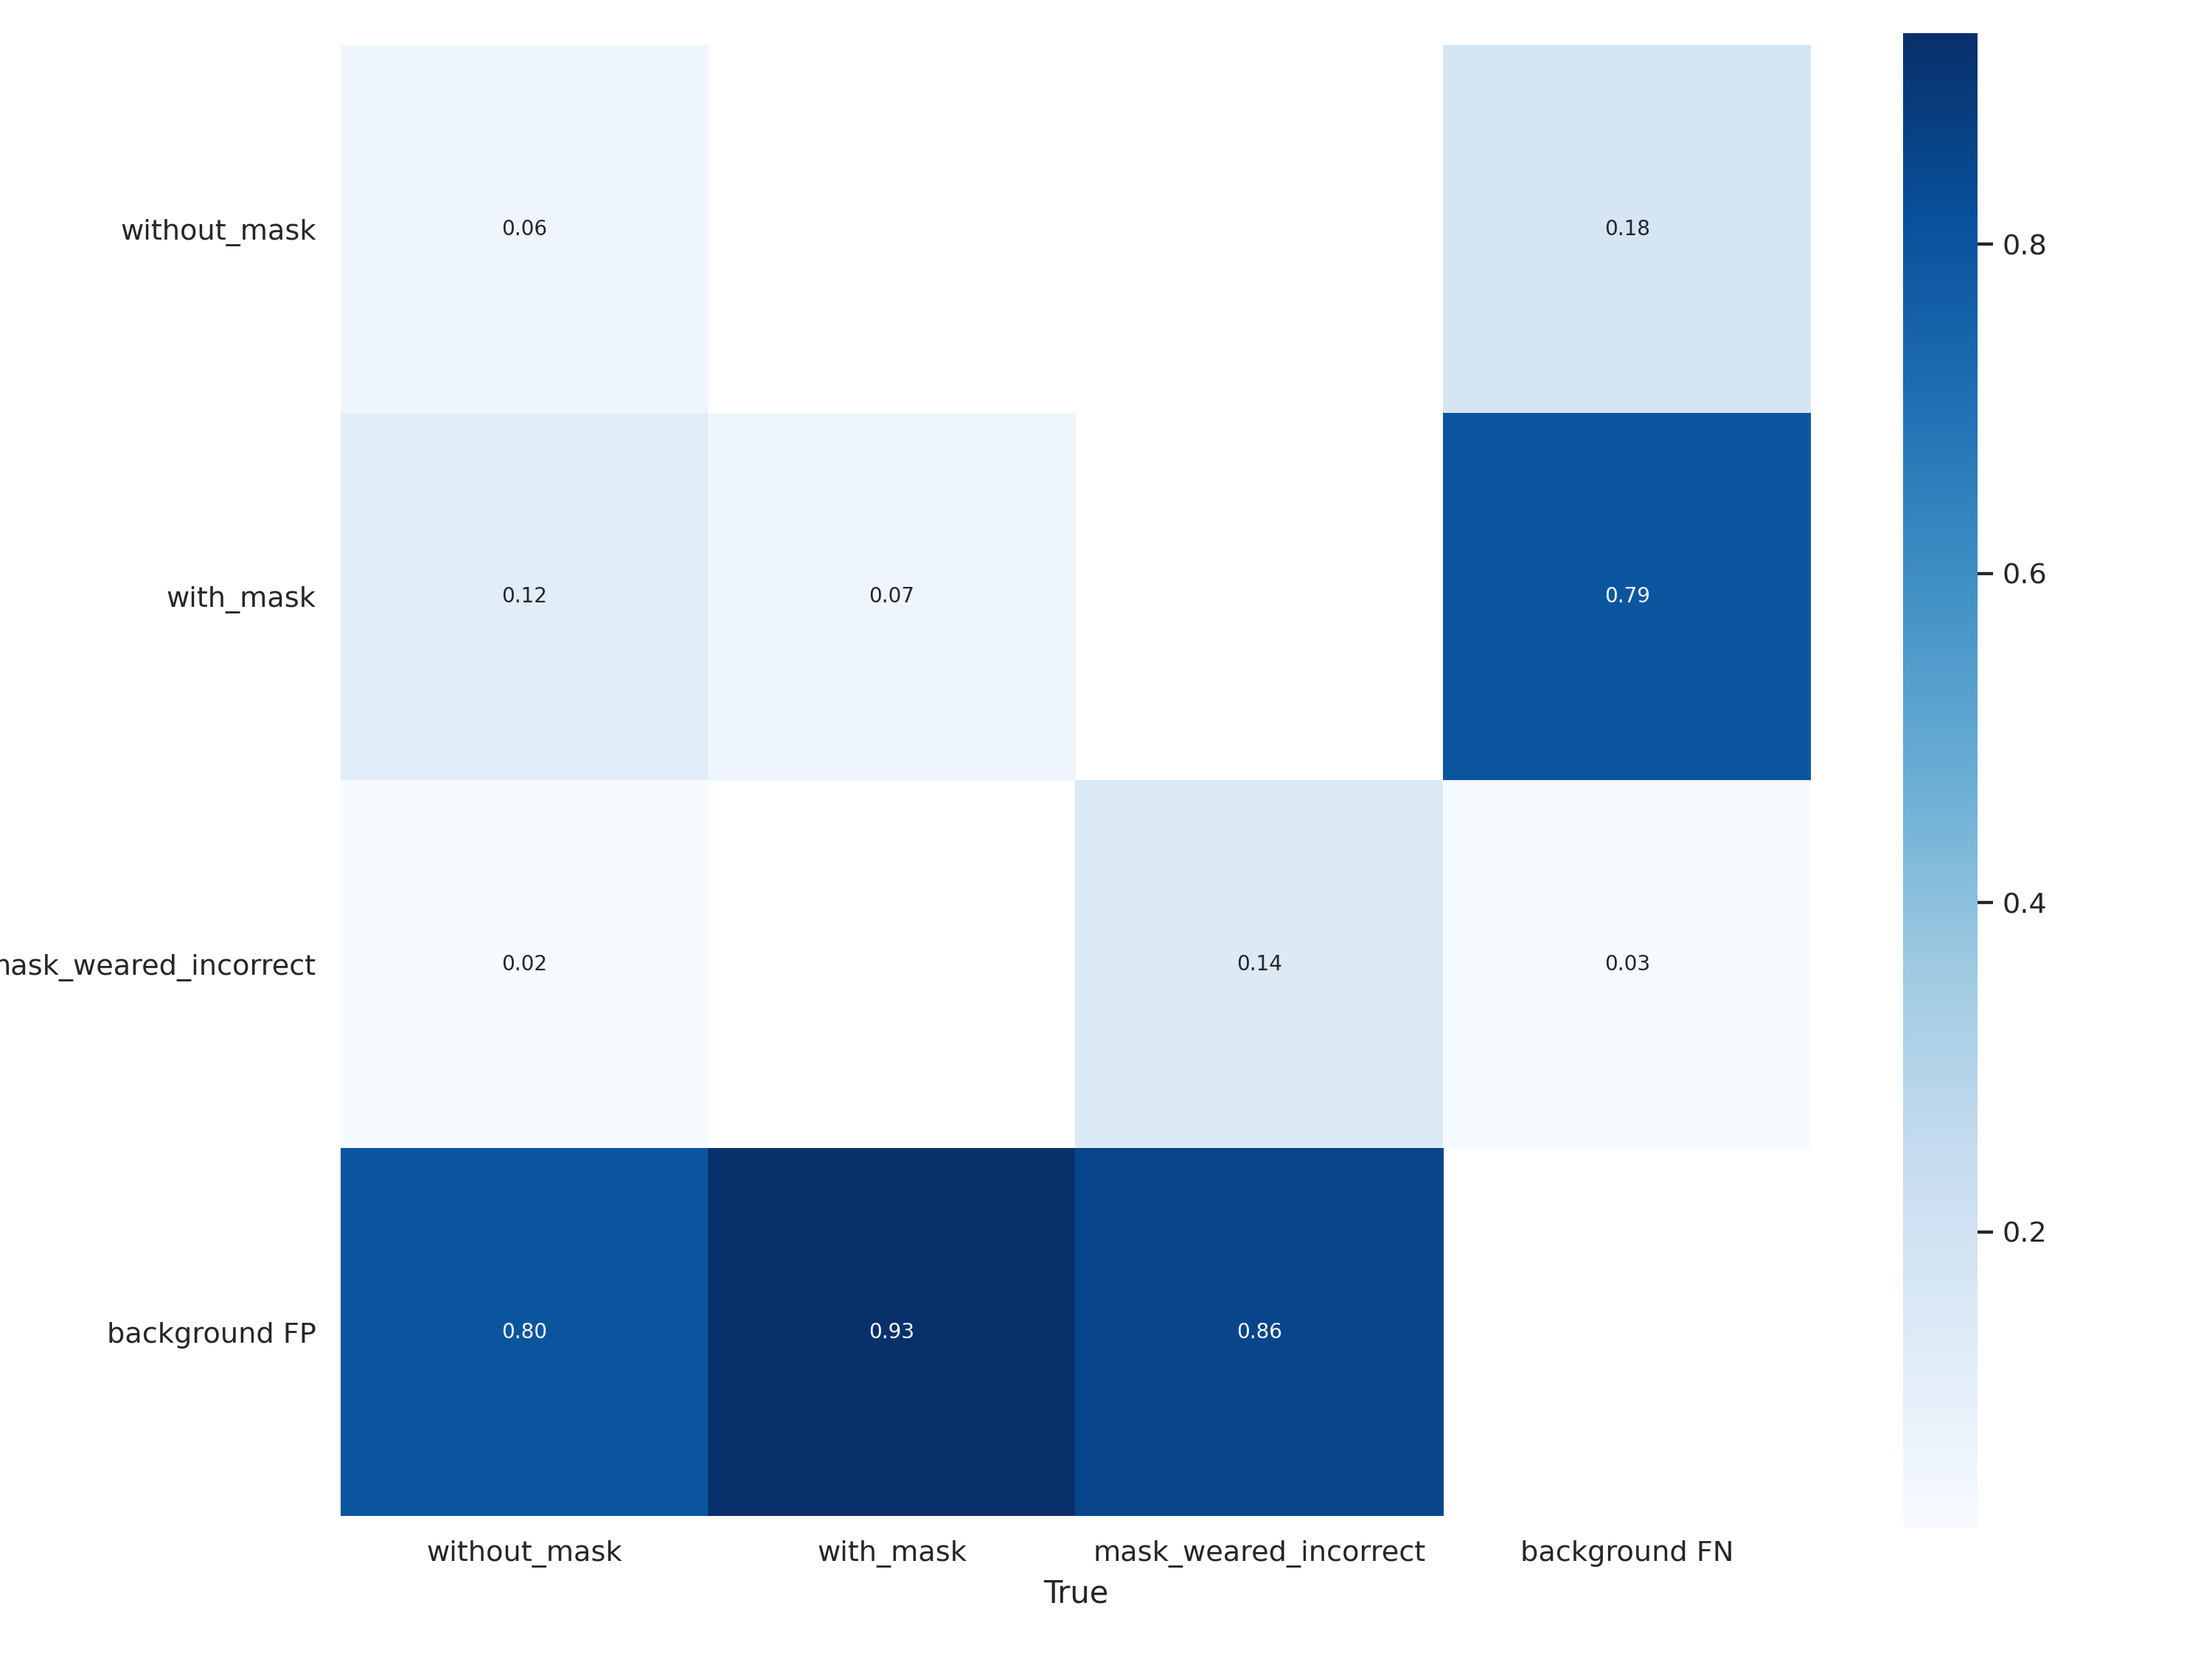 without_mask 0.06 0.18
0.8
with_mask 0.12 0.07 0.79
0.6
mask_weared_incorrect 0.02 0.14 0.03
0.4
background FP 0.80 0.93 0.86
0.2
without_mask with_mask mask_weared_incorrect background FN
True